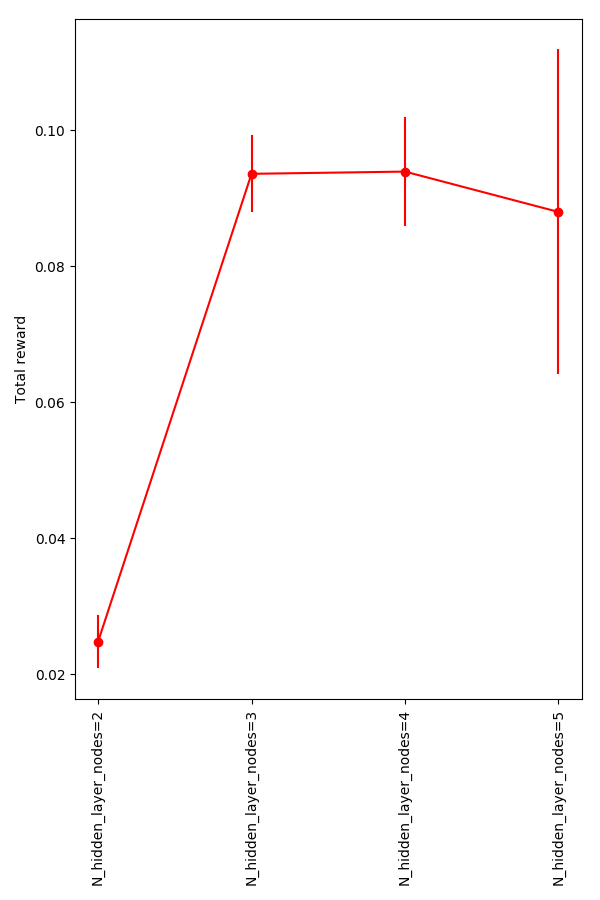 Total reward
0.10
0.08
0.06
0.04
0.02
N_hidden_layer_nodes=2
N_hidden_layer_nodes=3
N_hidden_layer_nodes=4
N_hidden_layer_nodes=5